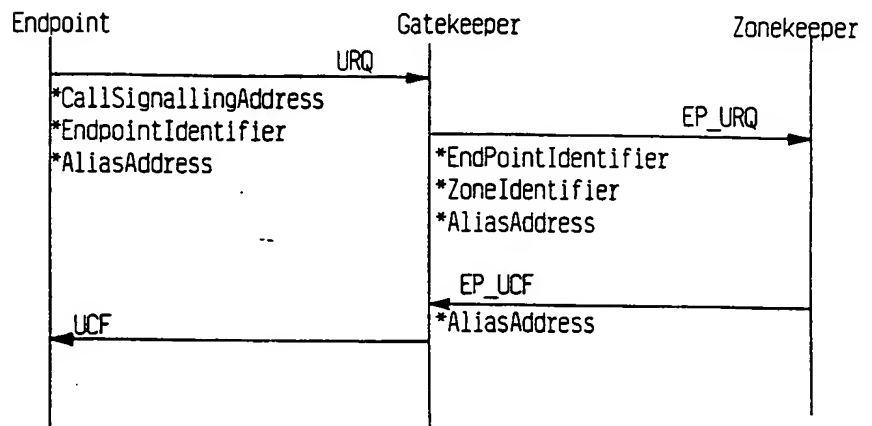 Endpoint Gatekeeper Zonekeeper
URQ
*CallSignallingAddress
*EndpointIdentifier
*AliasAddress
EP_URQ
*EndPointIdentifier
*ZoneIdentifier
*AliasAddress
EP_UCF
*AliasAddress
UCF